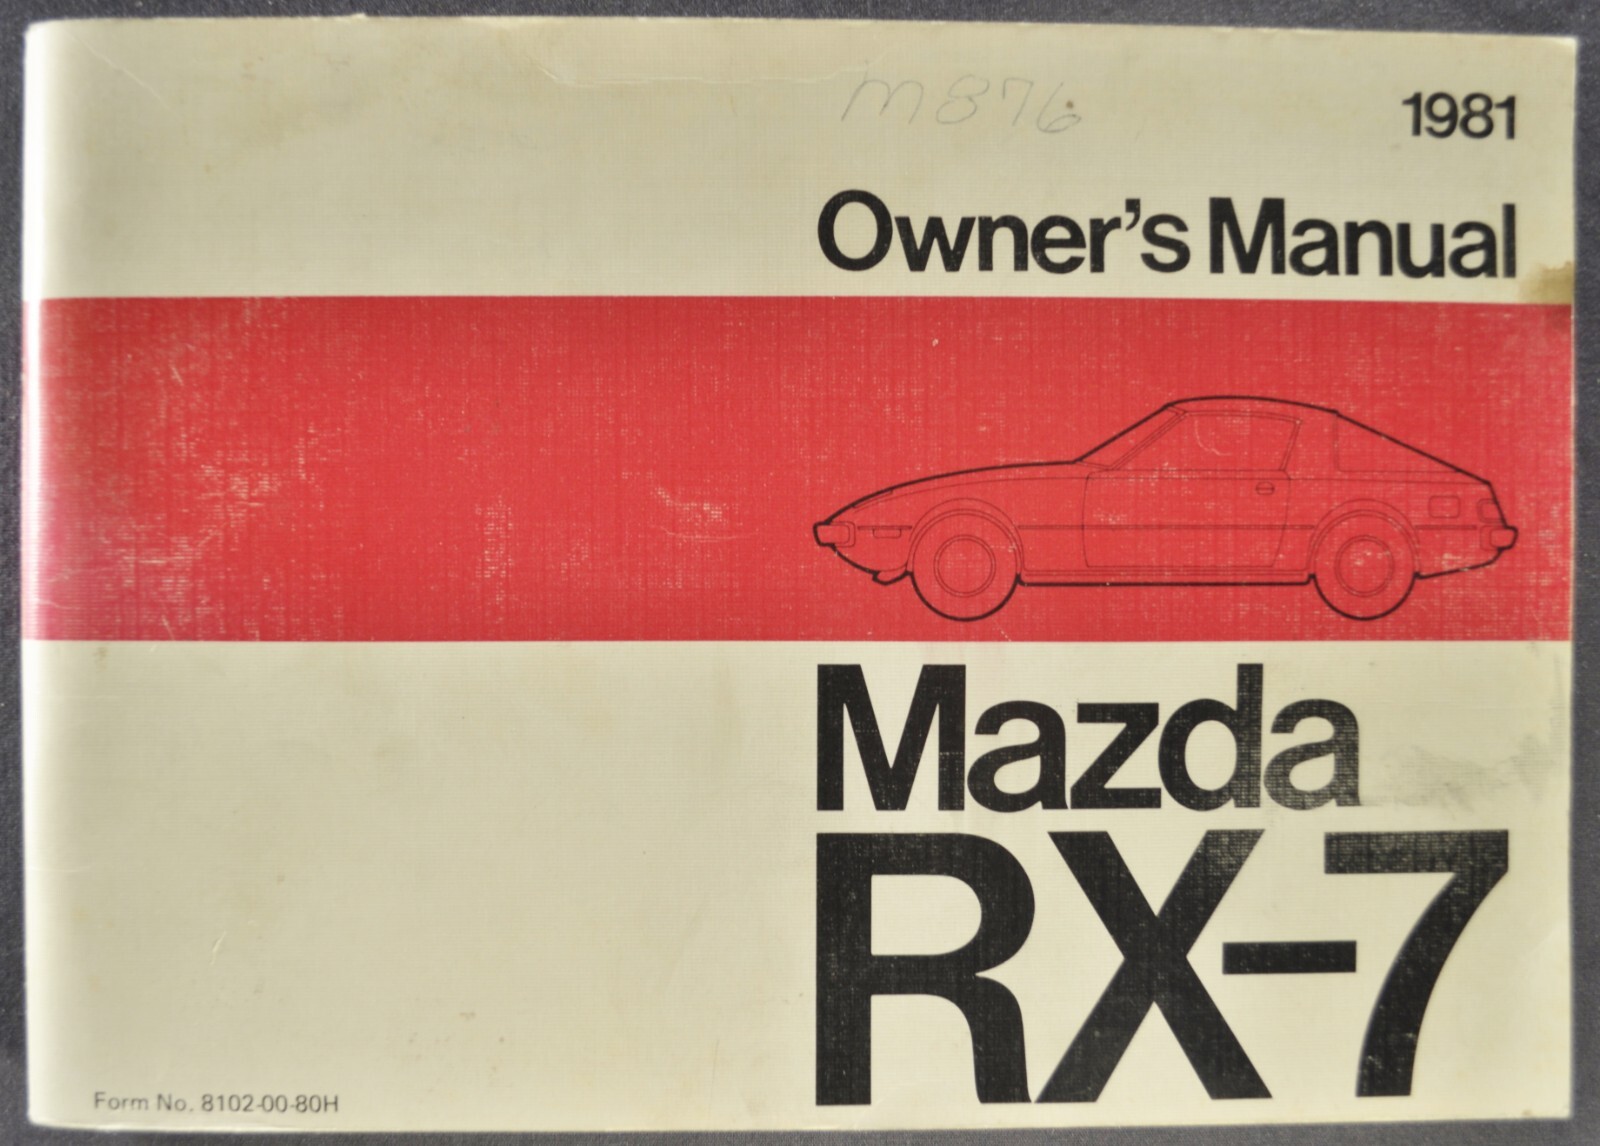 m876
1981
Owner's Manual
Mazda
RX-7
Form No. 8102-00-80H